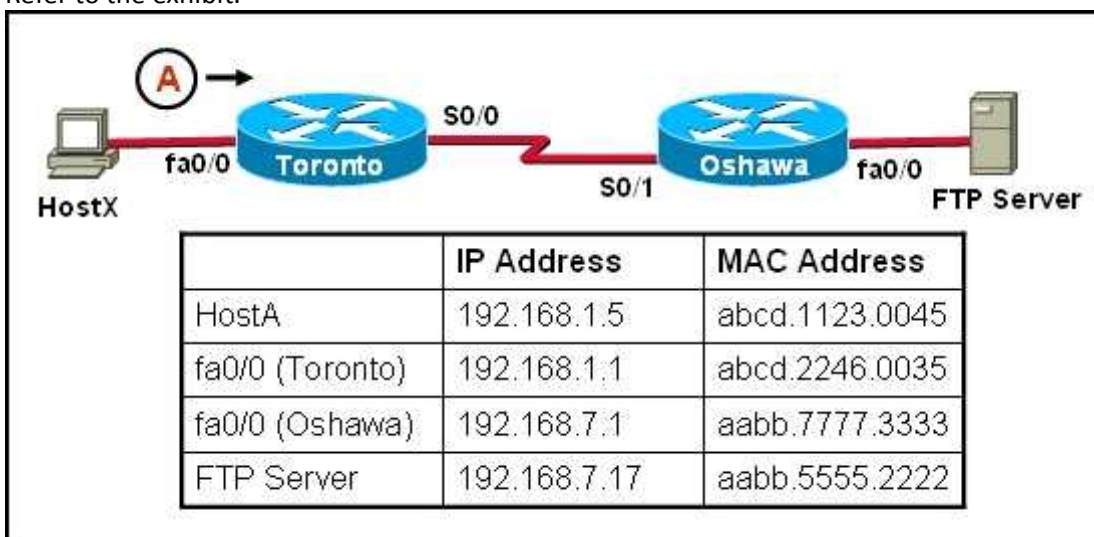 Refer to the exhibit.
A
S0/0
fa0/0
Toronto
Oshawa
fa0/0
S0/1
HostX
FTP Server
IP Address MAC Address
HostA 192.168.1.5 abcd.1123.0045
fa0/0 (Toronto) 192.168.1.1 abcd.2246.0035
fa0/0 (Oshawa) 192.168.7.1 aabb.7777.3333
FTP Server 192.168.7.17 aabb.5555.2222